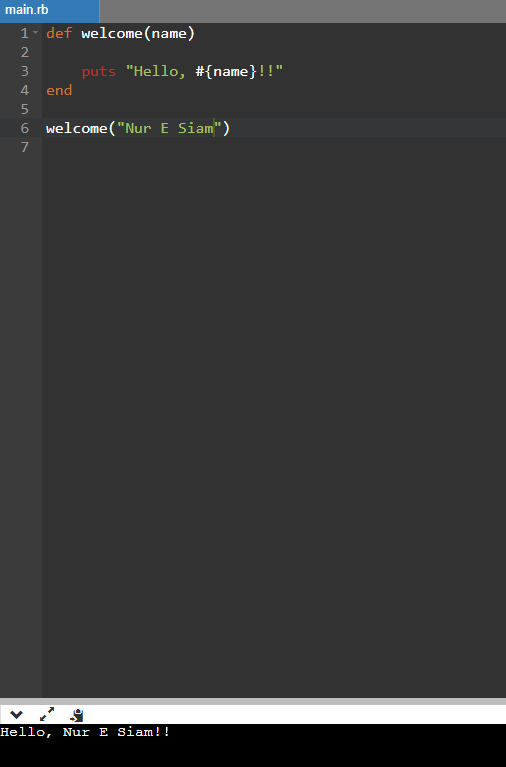 main.rb
1 def welcome(name)
2
3     puts "Hello, #{name}!!"
4 end
5
6 welcome("Nur E Siam")
7
Hello, Nur E Siam!!